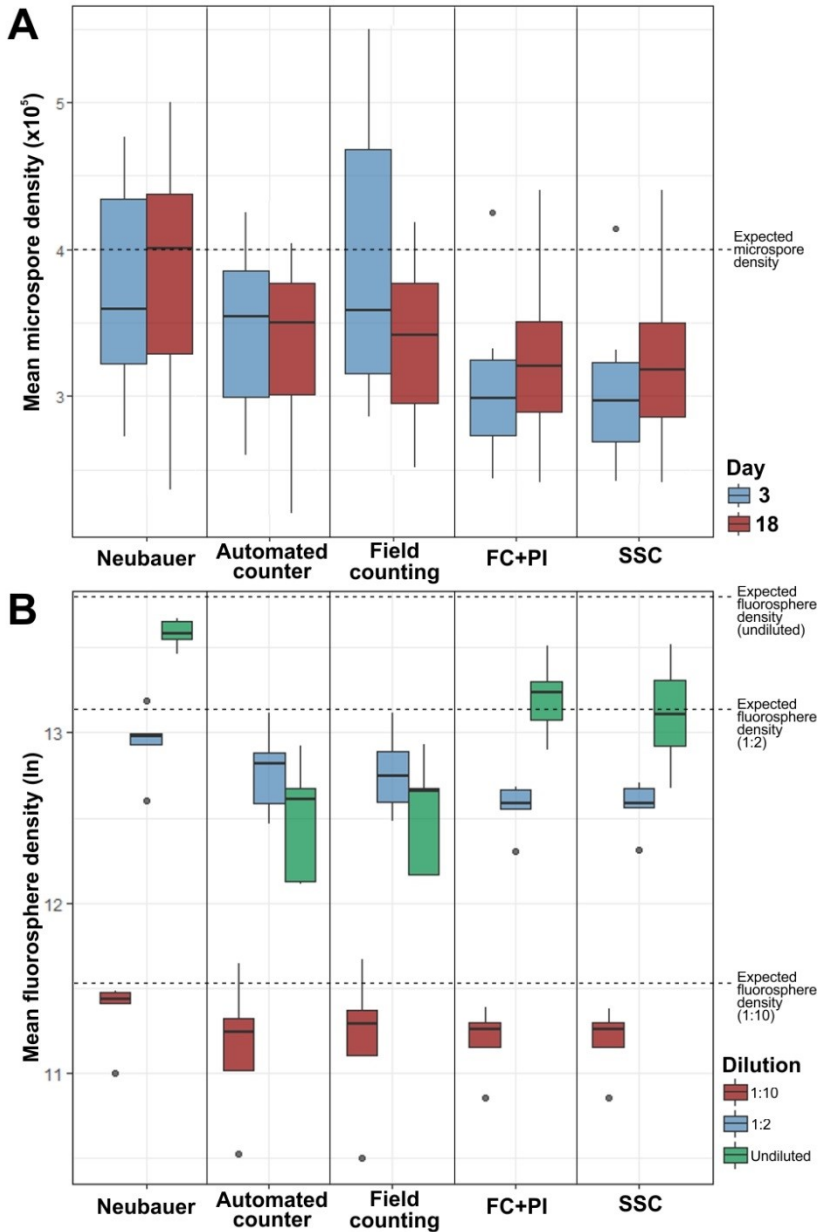 A
Mean microspore density (x10⁵)
5
4
3
Expected
microspore
density
Day
3
18
Neubauer
Automated
counter
Field
counting
FC+PI
SSC
B
Mean fluorosphere density (ln)
13
12
11
Expected
fluorosphere
density
(undiluted)
Expected
fluorosphere
density
(1:2)
Expected
fluorosphere
density
(1:10)
Dilution
1:10
1:2
Undiluted
Neubauer
Automated
counter
Field
counting
FC+PI
SSC